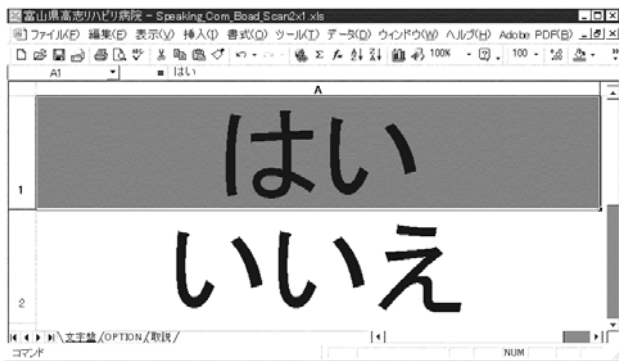 富山県高志リハビリ病院 - Speaking_Com_Boad_Scan2x1.xls
ファイル(F) 編集(E) 表示(V) 挿入(I) 書式(O) ツール(T) データ(D) ウィンドウ(W) ヘルプ(H) Adobe PDF(B)
100% 100
A1 = はい
A
1 はい
2 いいえ
文字盤 / OPTION / 取説
コマンド NUM